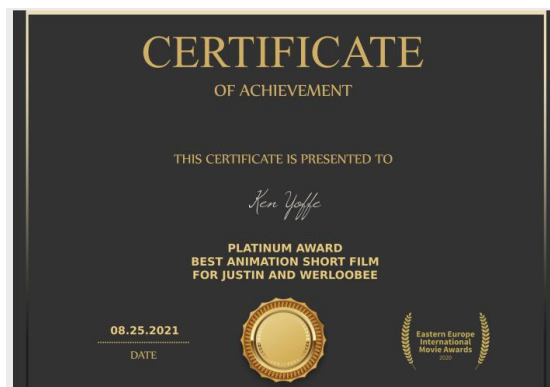 CERTIFICATE
OF ACHIEVEMENT
THIS CERTIFICATE IS PRESENTED TO
Ken Yoffe
PLATINUM AWARD
BEST ANIMATION SHORT FILM
FOR JUSTIN AND WERLOOBEE
08.25.2021
DATE
Eastern Europe
International
Movie Awards
2020